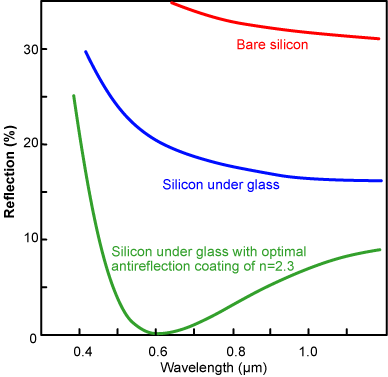 30
20
10
0
Reflection (%)
Bare silicon
Silicon under glass
Silicon under glass with optimal
antireflection coating of n=2.3
0.4 0.6 0.8 1.0
Wavelength (µm)